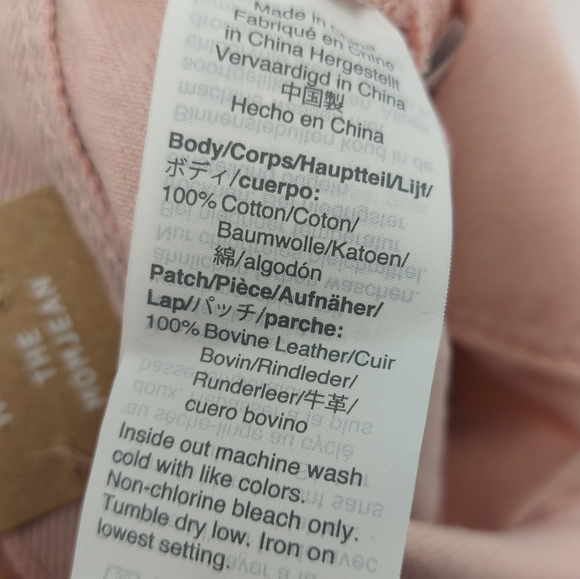 Made in China
Fabriqué en Chine
in China Hergestellt
Vervaardigd in China
中国製
Hecho en China
Body/Corps/Hauptteil/Lijf/
ボディ/cuerpo:
100% Cotton/Coton/
Baumwolle/Katoen/
綿/algodón
Patch/Pièce/Aufnäher/
Lap/パッチ/parche:
100% Bovine Leather/Cuir
Bovin/Rindleder/
Runderleer/牛革/
cuero bovino
Inside out machine wash
cold with like colors.
Non-chlorine bleach only.
Tumble dry low. Iron on
lowest setting.
THE
MOMJEAN